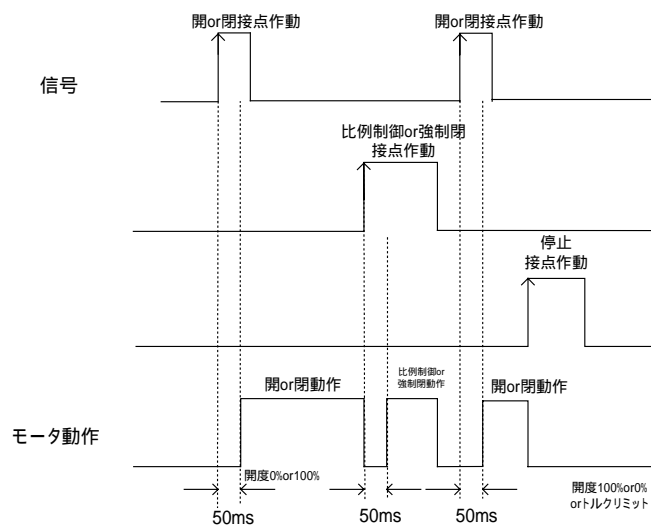 開or閉接点作動
開or閉接点作動
信号
比例制御or強制閉
接点作動
停止
接点作動
比例制御or
強制閉動作
開or閉動作
開or閉動作
モータ動作
開度0%or100%
開度100%or0%
orトルクリミット
50ms
50ms
50ms